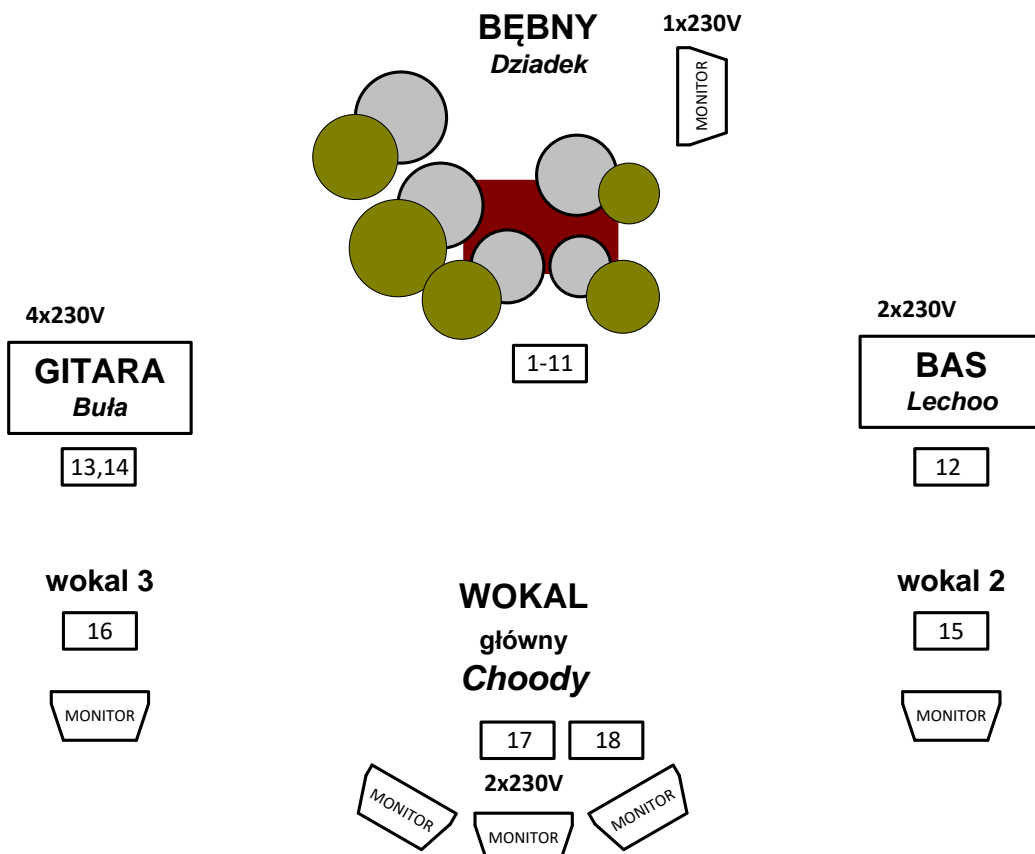 BĘBNY
Dziadek
1x230V
MONITOR
1-11
4x230V
GITARA
Buła
13,14
2x230V
BAS
Lechoo
12
wokal 3
16
MONITOR
WOKAL
główny
Choody
17
18
2x230V
MONITOR
MONITOR
MONITOR
wokal 2
15
MONITOR